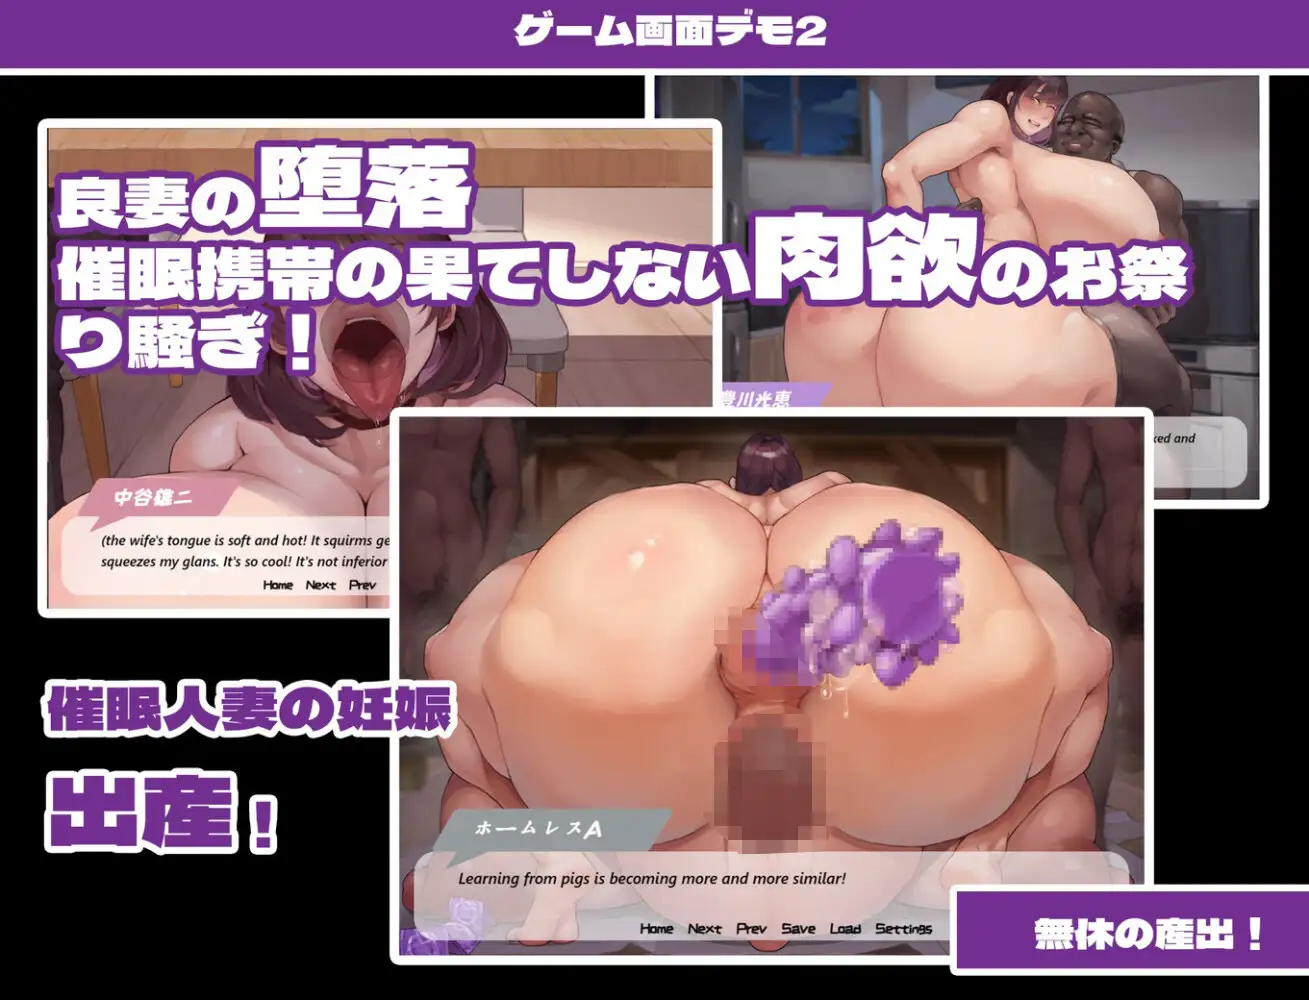 ゲーム画面デモ2
良妻の堕落
催眠携帯の果てしない肉欲のお祭
り騒ぎ！
豊川光恵
ked and
中谷雄二
(the wife's tongue is soft and hot! It squirms ge
squeezes my glans. It's so cool! It's not inferior
Home Next Prev
催眠人妻の妊娠
出産！
ホームレスA
Learning from pigs is becoming more and more similar!
Home Next Prev Save Load Settings
無休の産出！